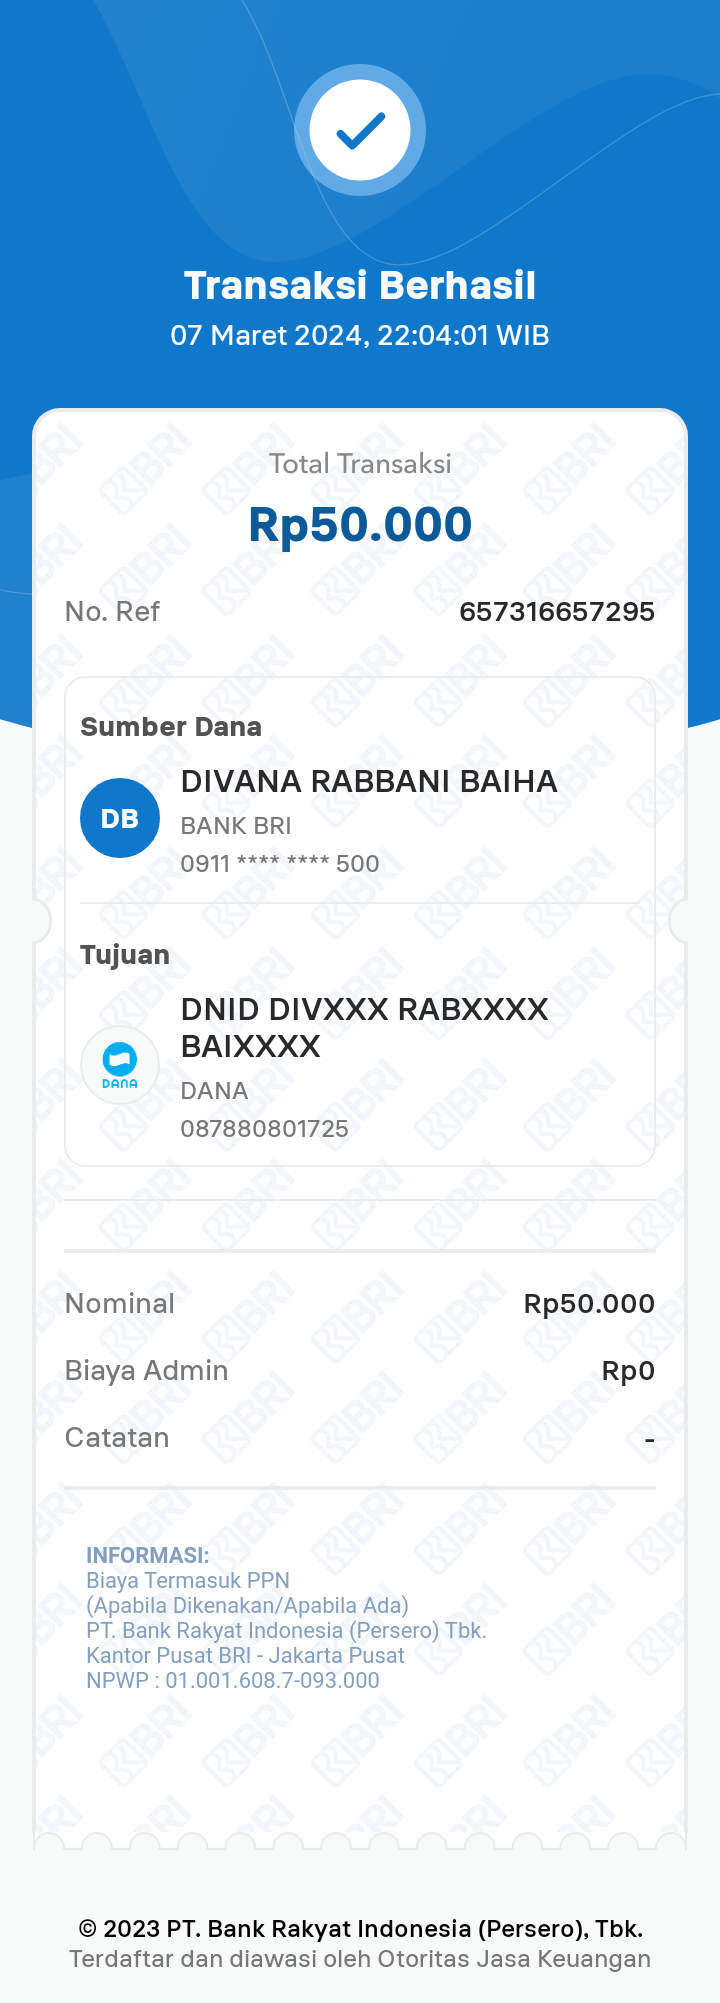 Transaksi Berhasil
07 Maret 2024, 22:04:01 WIB
Total Transaksi
Rp50.000
No. Ref 657316657295
Sumber Dana
DB
DIVANA RABBANI BAIHA
BANK BRI
0911 **** **** 500
Tujuan
DNID DIVXXX RABXXXX
BAIXXXX
DANA
DANA
087880801725
Nominal Rp50.000
Biaya Admin Rp0
Catatan -
INFORMASI:
Biaya Termasuk PPN
(Apabila Dikenakan/Apabila Ada)
PT. Bank Rakyat Indonesia (Persero) Tbk.
Kantor Pusat BRI - Jakarta Pusat
NPWP : 01.001.608.7-093.000
© 2023 PT. Bank Rakyat Indonesia (Persero), Tbk.
Terdaftar dan diawasi oleh Otoritas Jasa Keuangan